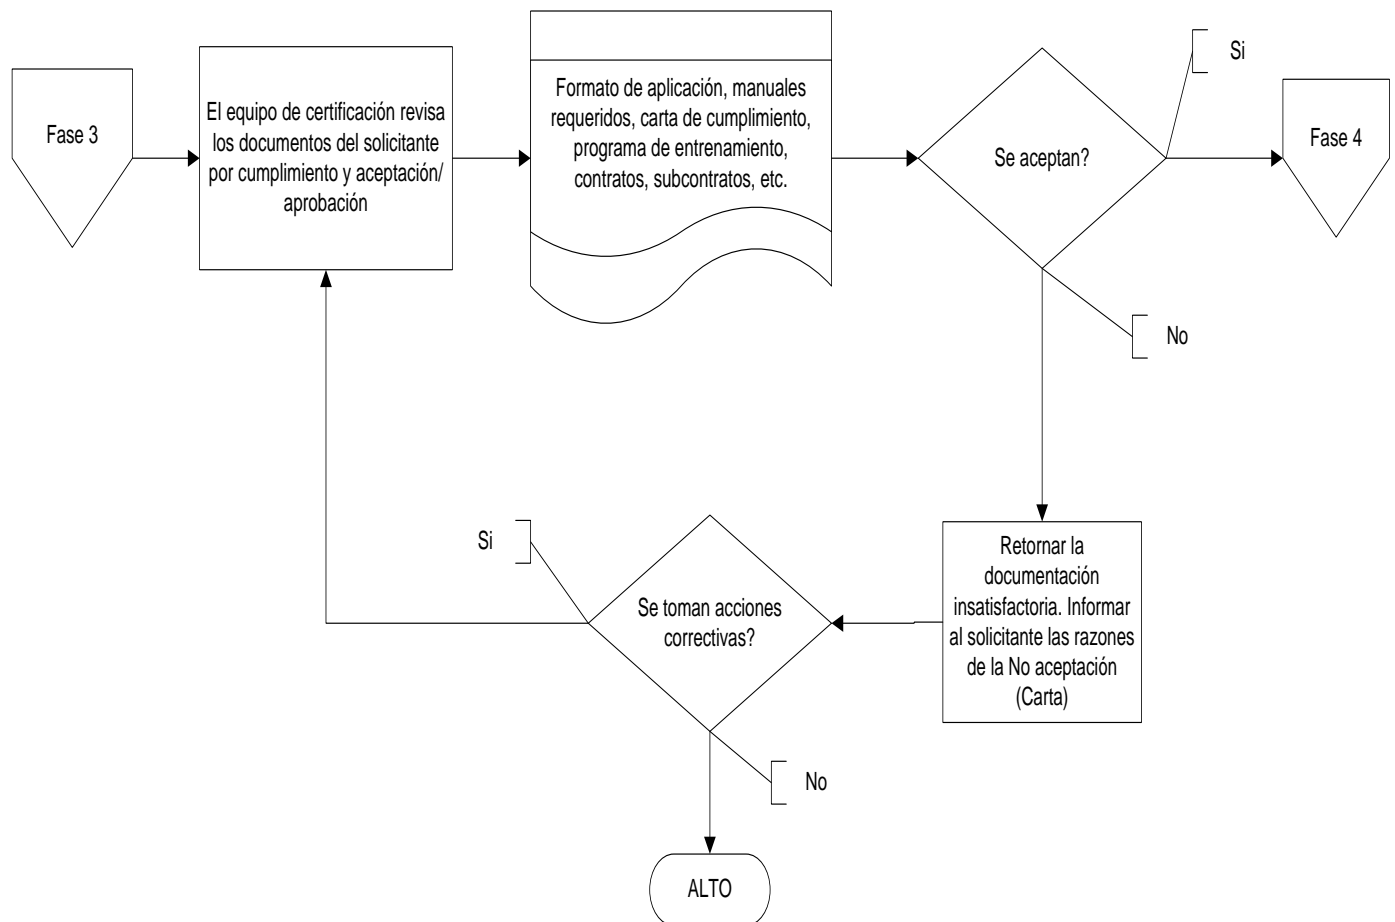 Fase 3
El equipo de certificación revisa
los documentos del solicitante
por cumplimiento y aceptación/
aprobación
Formato de aplicación, manuales
requeridos, carta de cumplimiento,
programa de entrenamiento,
contratos, subcontratos, etc.
Se aceptan?
Si
Fase 4
No
Retornar la
documentación
insatisfactoria. Informar
al solicitante las razones
de la No aceptación
(Carta)
Se toman acciones
correctivas?
Si
No
ALTO